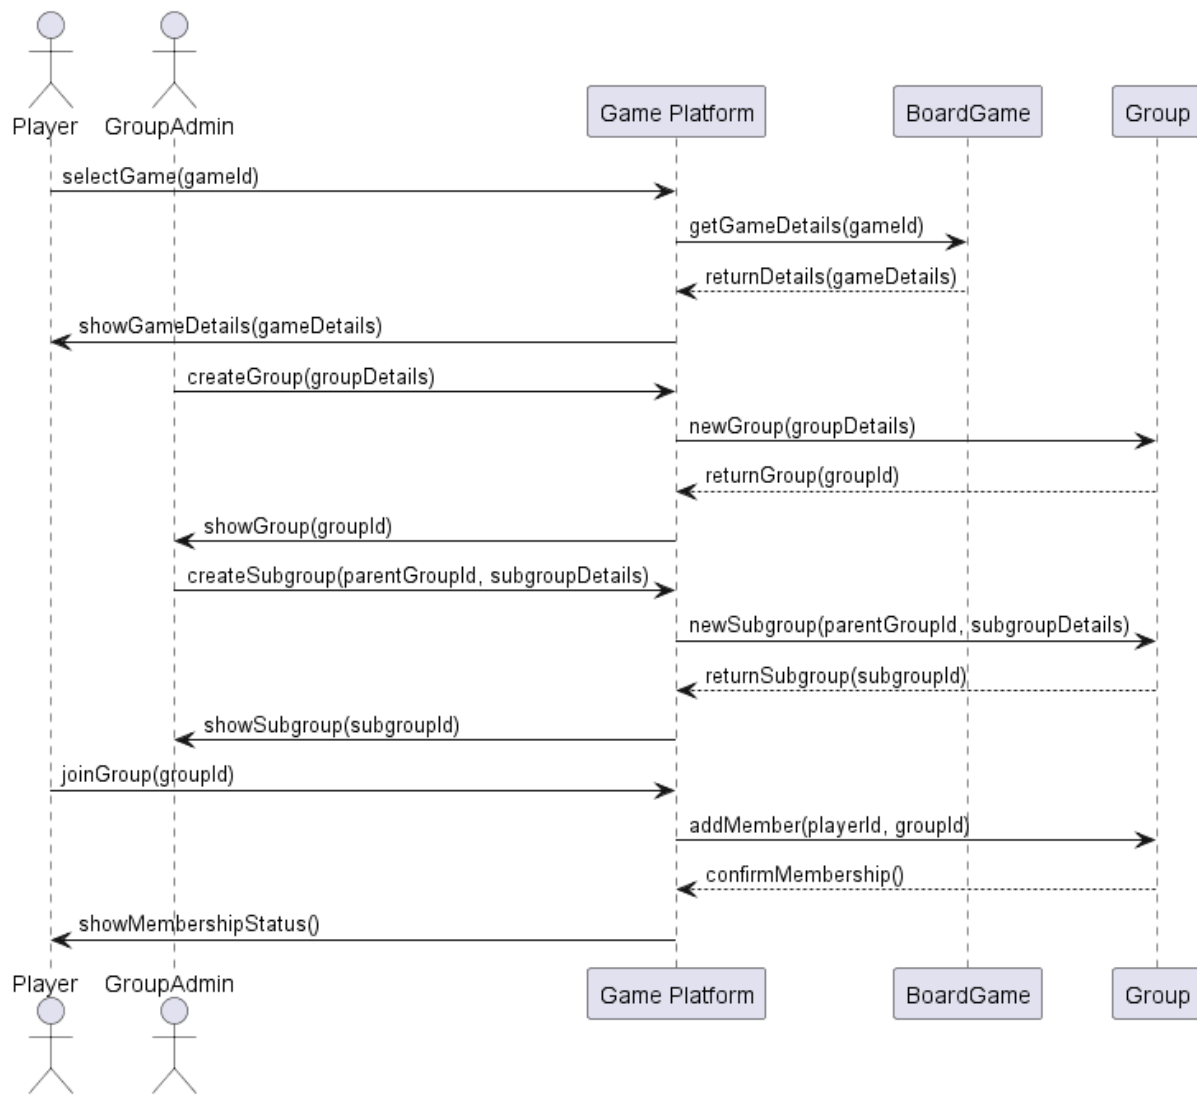 Player
GroupAdmin
Game Platform
BoardGame
Group
selectGame(gameId)
getGameDetails(gameId)
returnDetails(gameDetails)
showGameDetails(gameDetails)
createGroup(groupDetails)
newGroup(groupDetails)
returnGroup(groupId)
showGroup(groupId)
createSubgroup(parentGroupId, subgroupDetails)
newSubgroup(parentGroupId, subgroupDetails)
returnSubgroup(subgroupId)
showSubgroup(subgroupId)
joinGroup(groupId)
addMember(playerId, groupId)
confirmMembership()
showMembershipStatus()
Player
GroupAdmin
Game Platform
BoardGame
Group